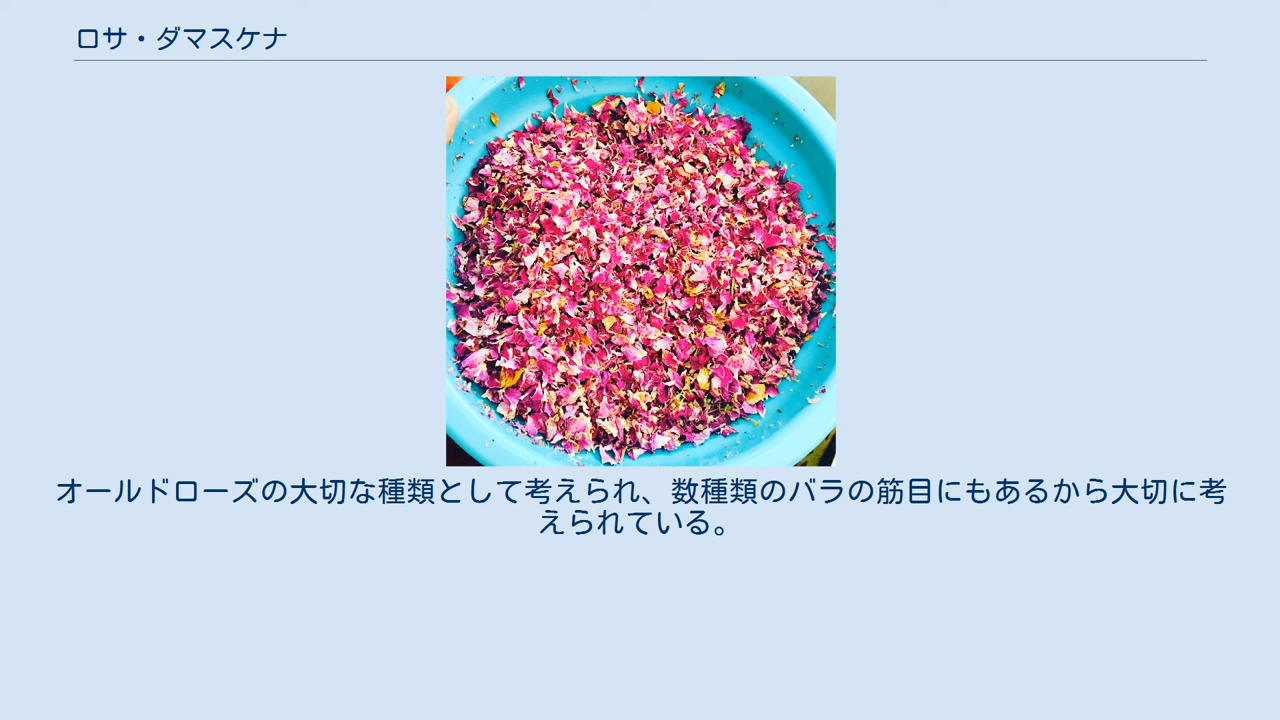 ロサ・ダマスケナ
オールドローズの大切な種類として考えられ、数種類のバラの筋目にもあるから大切に考
えられている。